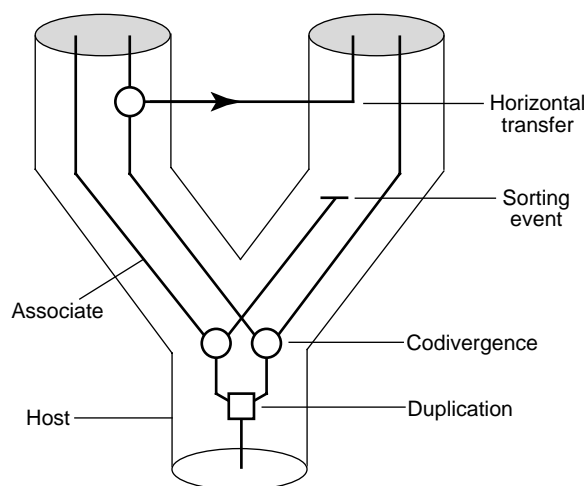 Horizontal
transfer
Sorting
event
Associate
Codivergence
Duplication
Host